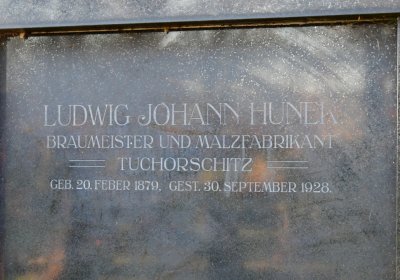 LUDWIG JOHANN HUNEK.
BRAUMEISTER UND MALZFABRIKANT
TUCHORSCHITZ
GEB. 20. FEBER 1879, GEST. 30. SEPTEMBER 1928.